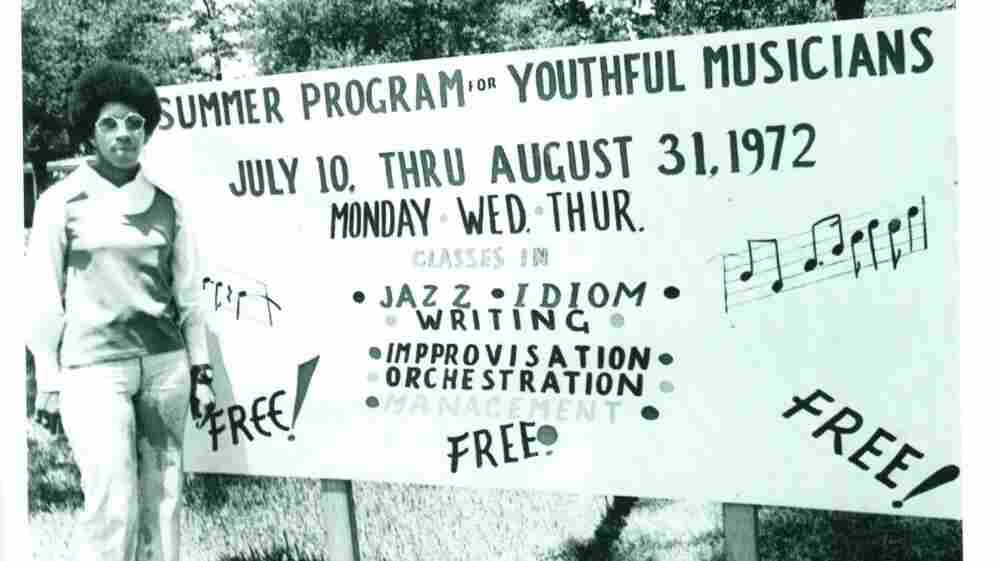 SUMMER PROGRAM FOR YOUTHFUL MUSICIANS
JULY 10, THRU AUGUST 31, 1972
MONDAY • WED. • THUR.
CLASSES IN
• JAZZ • IDIOM •
• WRITING •
• IMPPROVISATION •
• ORCHESTRATION •
• MANAGEMENT •
FREE!
FREE.
FREE!